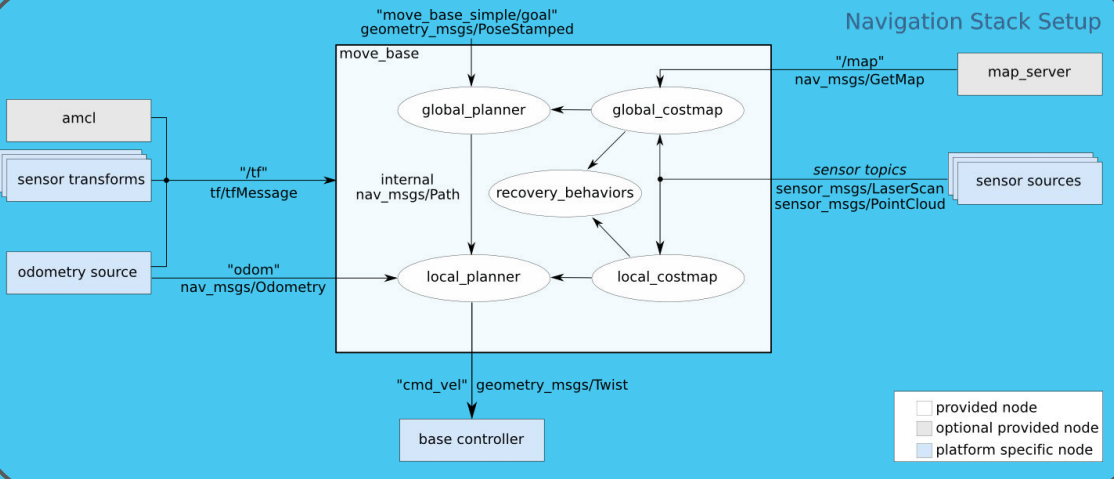 Navigation Stack Setup
"move_base_simple/goal"
geometry_msgs/PoseStamped
move_base
"/map"
nav_msgs/GetMap
map_server
global_planner
global_costmap
amcl
sensor transforms
"/tf"
tf/tfMessage
internal
nav_msgs/Path
recovery_behaviors
sensor topics
sensor_msgs/LaserScan
sensor_msgs/PointCloud
sensor sources
odometry source
"odom"
nav_msgs/Odometry
local_planner
local_costmap
"cmd_vel" geometry_msgs/Twist
base controller
provided node
optional provided node
platform specific node